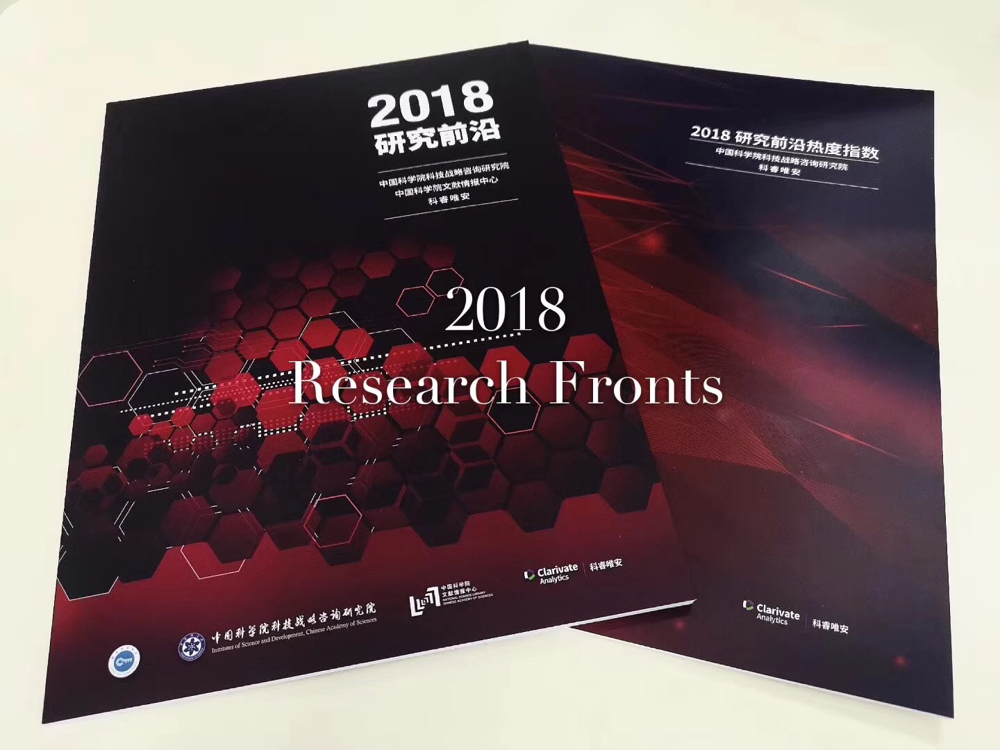 2018
研究前沿
中国科学院科技战略咨询研究院
中国科学院文献情报中心
科睿唯安
2018 研究前沿热度指数
中国科学院科技战略咨询研究院
科睿唯安
2018
Research Fronts
中国科学院科技战略咨询研究院
Institutes of Science and Development, Chinese Academy of Sciences
中国科学院
文献情报中心
NATIONAL SCIENCE LIBRARY
CHINESE ACADEMY OF SCIENCES
Clarivate
Analytics
科睿唯安
Clarivate
Analytics
科睿唯安